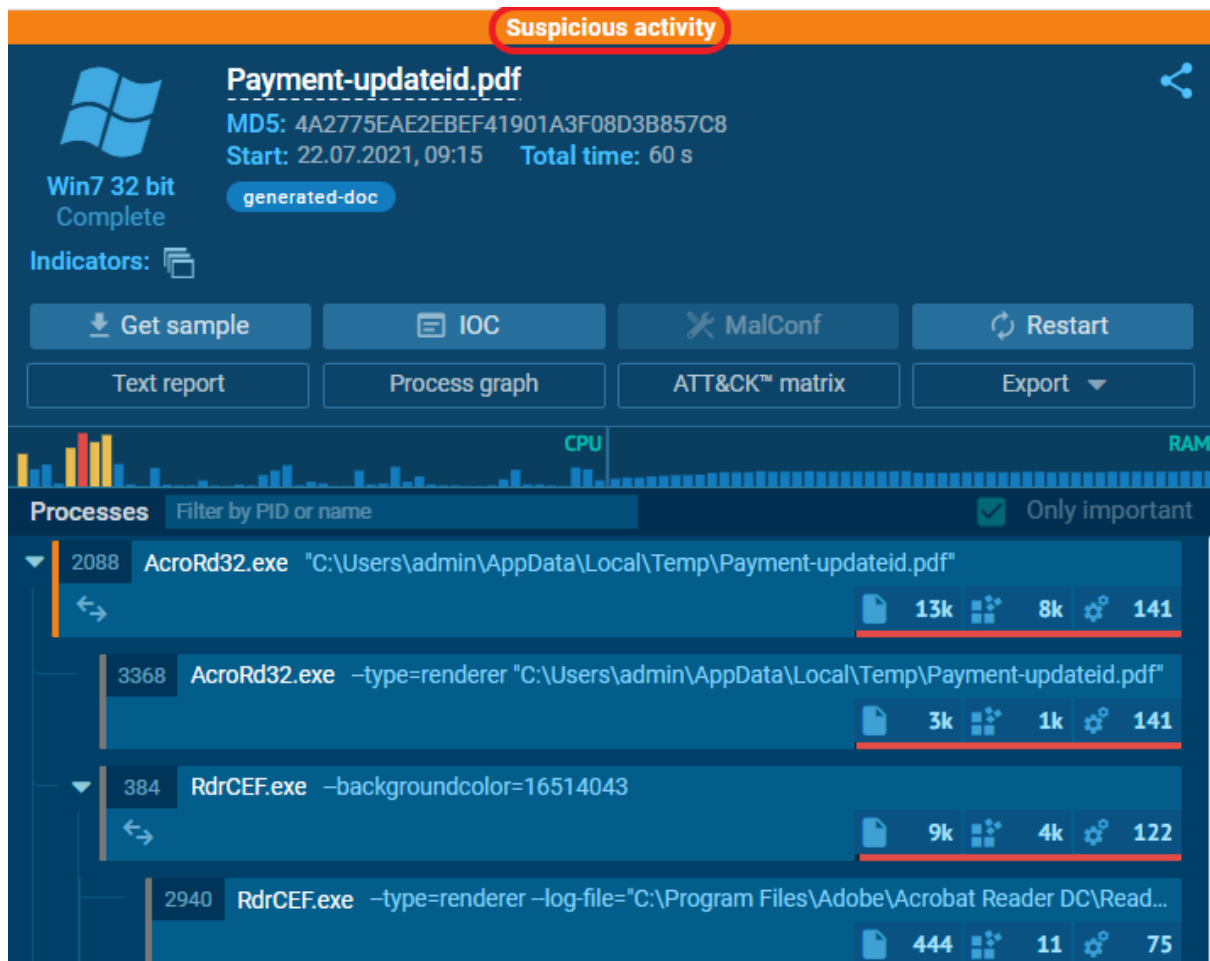 Suspicious activity
Payment-updateid.pdf
MD5: 4A2775EAE2EBEF41901A3F08D3B857C8
Start: 22.07.2021, 09:15 Total time: 60 s
Win7 32 bit
Complete
generated-doc
Indicators:
Get sample IOC MalConf Restart
Text report Process graph ATT&CK™ matrix Export
CPU RAM
Processes Filter by PID or name Only important
2088 AcroRd32.exe "C:\Users\admin\AppData\Local\Temp\Payment-updateid.pdf"
13k 8k 141
3368 AcroRd32.exe --type=renderer "C:\Users\admin\AppData\Local\Temp\Payment-updateid.pdf"
3k 1k 141
384 RdrCEF.exe --backgroundcolor=16514043
9k 4k 122
2940 RdrCEF.exe --type=renderer --log-file="C:\Program Files\Adobe\Acrobat Reader DC\Read...
444 11 75